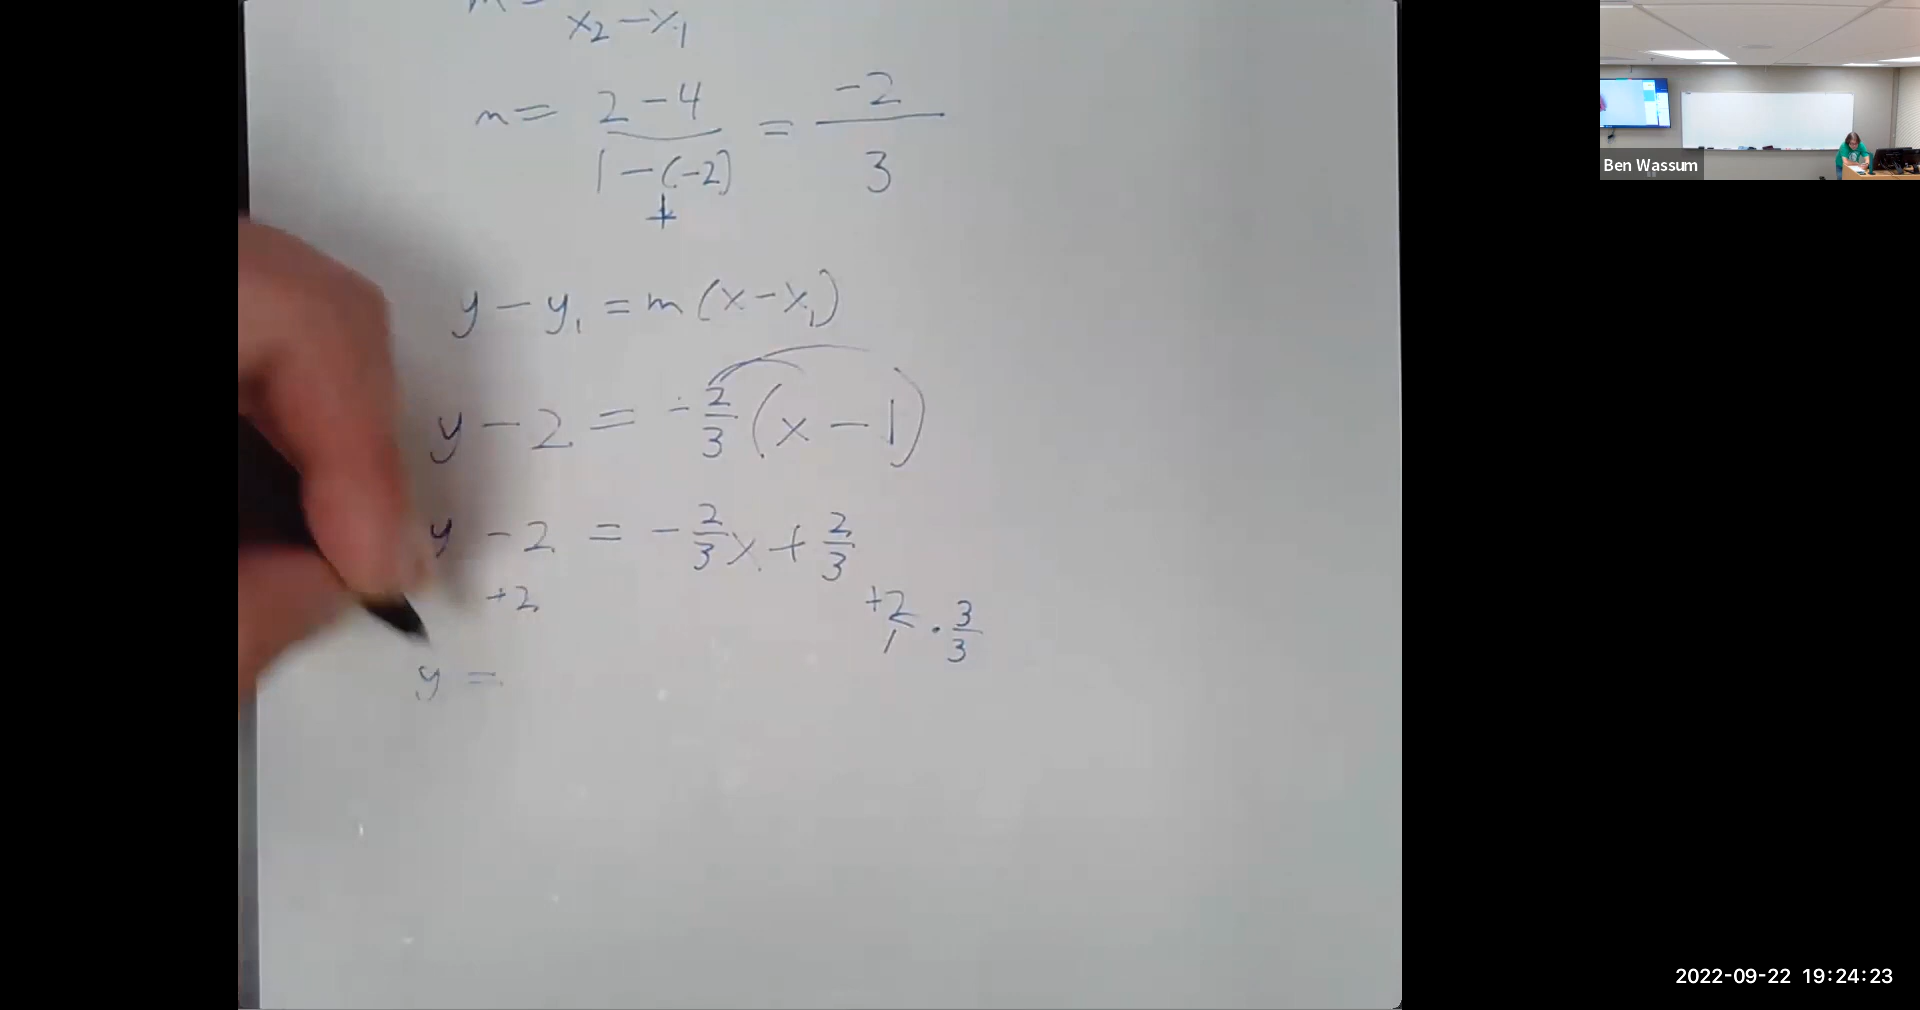 m =
x₂ - x₁
m = (2 - 4) / (1 - (-2)) = -2/3
+
y - y₁ = m(x - x₁)
y - 2 = -2/3 (x - 1)
y - 2 = -2/3 x + 2/3
+2 +2/1 · 3/3
y =
Ben Wassum
2022-09-22 19:24:23